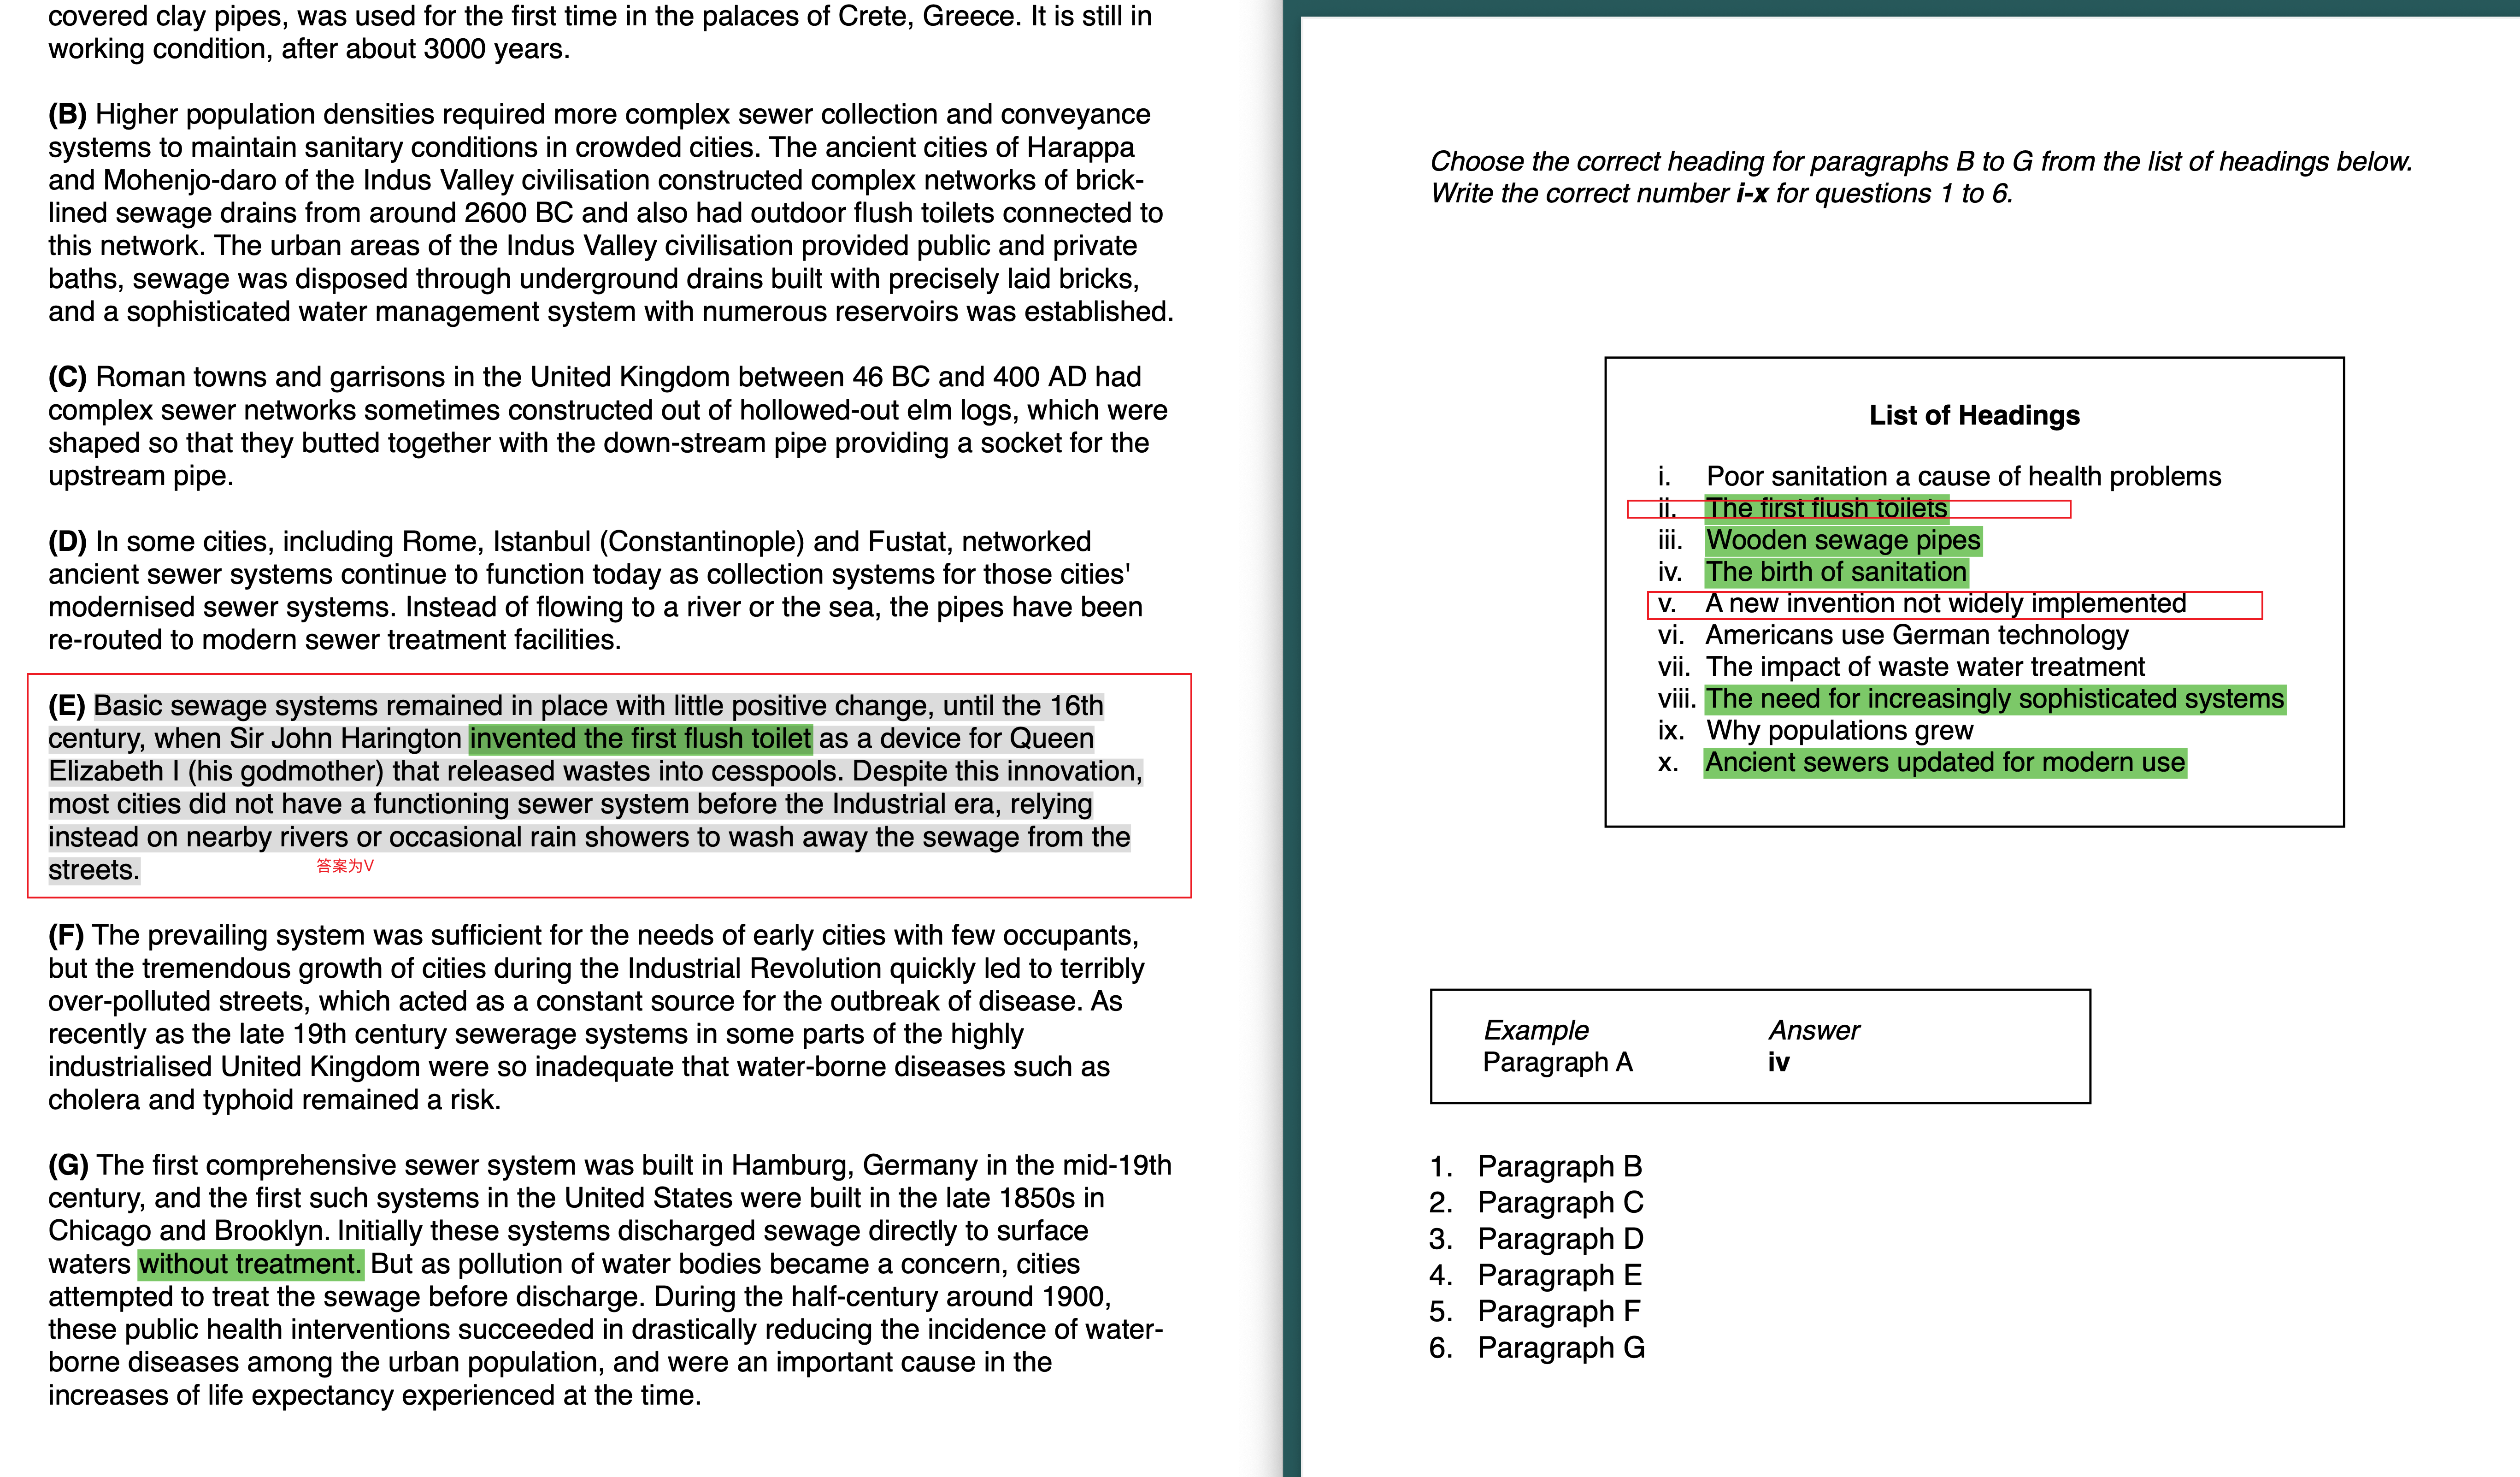 covered clay pipes, was used for the first time in the palaces of Crete, Greece. It is still in
working condition, after about 3000 years.
(B) Higher population densities required more complex sewer collection and conveyance
systems to maintain sanitary conditions in crowded cities. The ancient cities of Harappa
and Mohenjo-daro of the Indus Valley civilisation constructed complex networks of brick-
lined sewage drains from around 2600 BC and also had outdoor flush toilets connected to
this network. The urban areas of the Indus Valley civilisation provided public and private
baths, sewage was disposed through underground drains built with precisely laid bricks,
and a sophisticated water management system with numerous reservoirs was established.
(C) Roman towns and garrisons in the United Kingdom between 46 BC and 400 AD had
complex sewer networks sometimes constructed out of hollowed-out elm logs, which were
shaped so that they butted together with the down-stream pipe providing a socket for the
upstream pipe.
(D) In some cities, including Rome, Istanbul (Constantinople) and Fustat, networked
ancient sewer systems continue to function today as collection systems for those cities'
modernised sewer systems. Instead of flowing to a river or the sea, the pipes have been
re-routed to modern sewer treatment facilities.
(E) Basic sewage systems remained in place with little positive change, until the 16th
century, when Sir John Harington invented the first flush toilet as a device for Queen
Elizabeth I (his godmother) that released wastes into cesspools. Despite this innovation,
most cities did not have a functioning sewer system before the Industrial era, relying
instead on nearby rivers or occasional rain showers to wash away the sewage from the
streets.
答案为V
(F) The prevailing system was sufficient for the needs of early cities with few occupants,
but the tremendous growth of cities during the Industrial Revolution quickly led to terribly
over-polluted streets, which acted as a constant source for the outbreak of disease. As
recently as the late 19th century sewerage systems in some parts of the highly
industrialised United Kingdom were so inadequate that water-borne diseases such as
cholera and typhoid remained a risk.
(G) The first comprehensive sewer system was built in Hamburg, Germany in the mid-19th
century, and the first such systems in the United States were built in the late 1850s in
Chicago and Brooklyn. Initially these systems discharged sewage directly to surface
waters without treatment. But as pollution of water bodies became a concern, cities
attempted to treat the sewage before discharge. During the half-century around 1900,
these public health interventions succeeded in drastically reducing the incidence of water-
borne diseases among the urban population, and were an important cause in the
increases of life expectancy experienced at the time.
Choose the correct heading for paragraphs B to G from the list of headings below.
Write the correct number i-x for questions 1 to 6.
List of Headings
i. Poor sanitation a cause of health problems
ii. The first flush toilets
iii. Wooden sewage pipes
iv. The birth of sanitation
v. A new invention not widely implemented
vi. Americans use German technology
vii. The impact of waste water treatment
viii. The need for increasingly sophisticated systems
ix. Why populations grew
x. Ancient sewers updated for modern use
Example Answer
Paragraph A iv
1. Paragraph B
2. Paragraph C
3. Paragraph D
4. Paragraph E
5. Paragraph F
6. Paragraph G